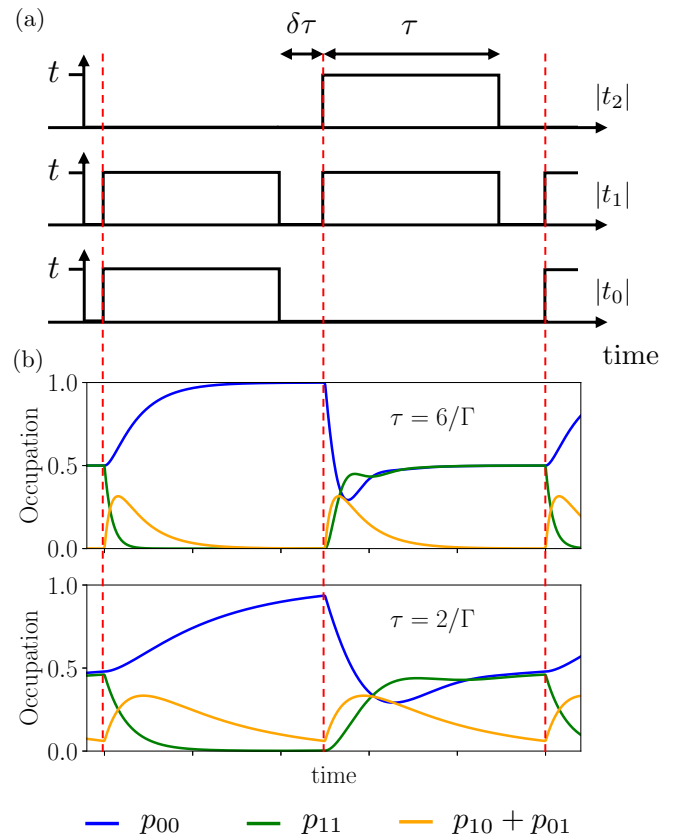 (a)
δτ τ
t |t₂|
t |t₁|
t |t₀|
time
(b)
1.0
τ = 6/Γ
Occupation
0.5
0.0
1.0
τ = 2/Γ
Occupation
0.5
0.0
time
p₀₀ p₁₁ p₁₀ + p₀₁